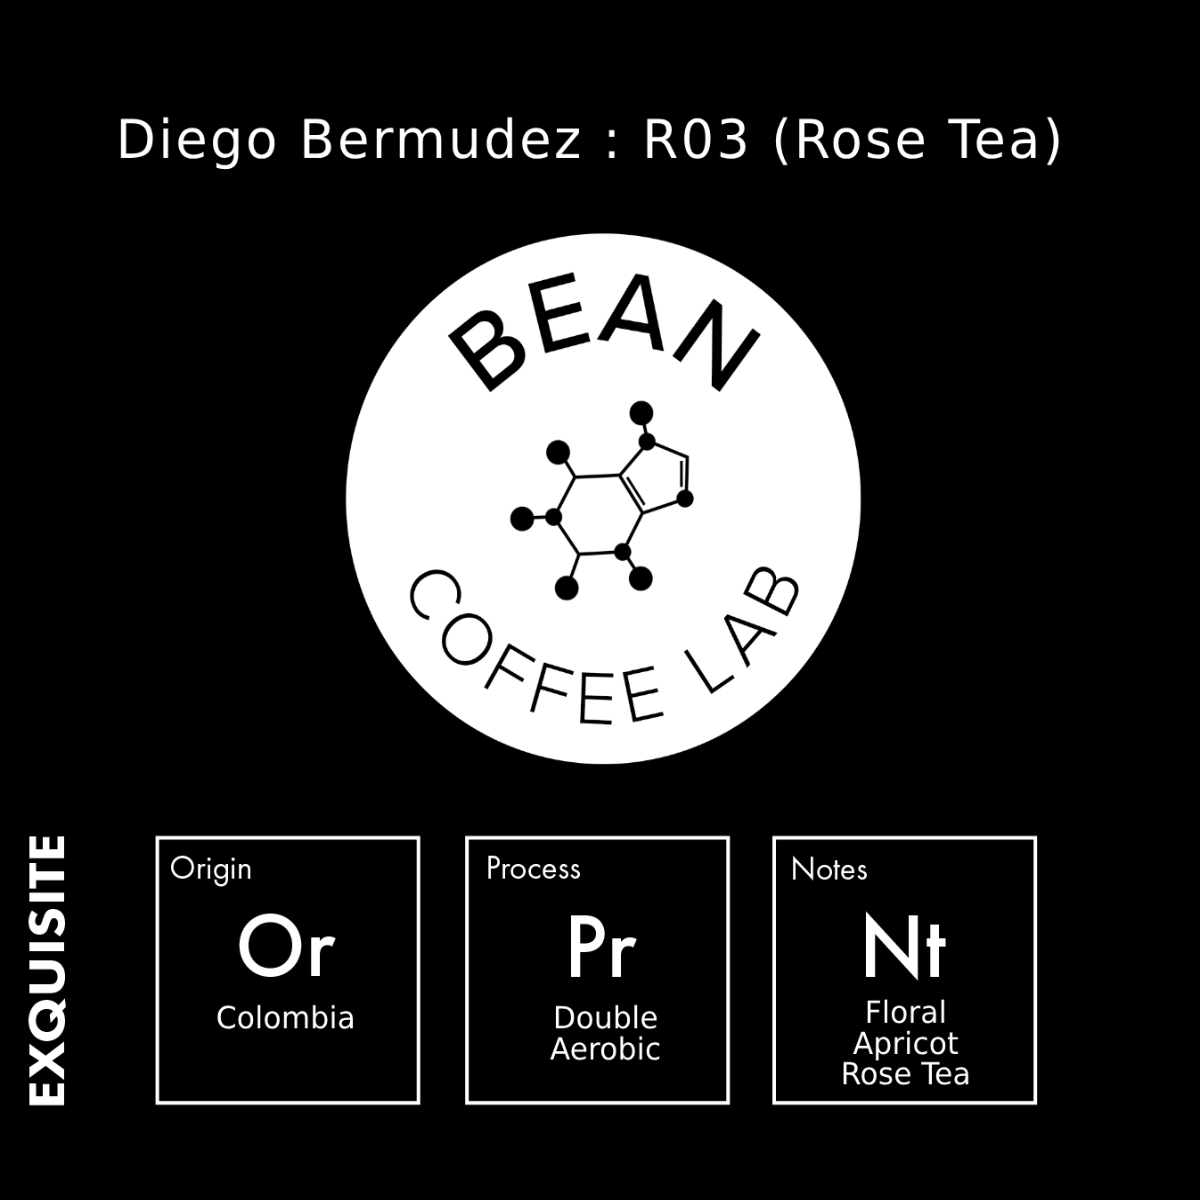 Diego Bermudez : R03 (Rose Tea)
BEAN
COFFEE LAB
EXQUISITE
Origin
Or
Colombia
Process
Pr
Double
Aerobic
Notes
Nt
Floral
Apricot
Rose Tea